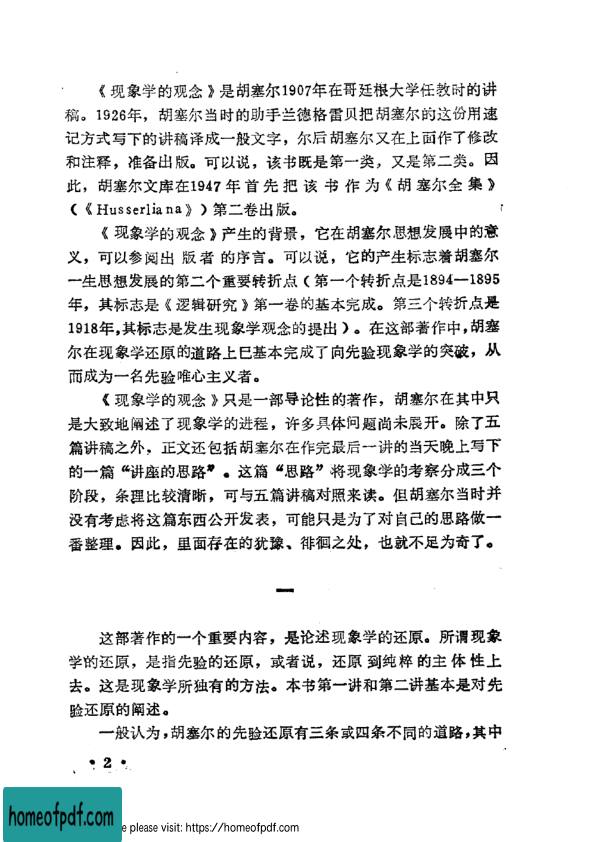 《现象学的观念》是胡塞尔1907年在哥廷根大学任教时的讲
稿。1926年，胡塞尔当时的助手兰德格雷贝把胡塞尔的这份用速
记方式写下的讲稿译成一般文字，尔后胡塞尔又在上面作了修改
和注释，准备出版。可以说，该书既是第一类，又是第二类。因
此，胡塞尔文库在1947年首先把该书作为《胡塞尔全集》
（《Husserliana》）第二卷出版。
《现象学的观念》产生的背景，它在胡塞尔思想发展中的意
义，可以参阅出版者的序言。可以说，它的产生标志着胡塞尔
一生思想发展的第二个重要转折点（第一个转折点是1894—1895
年，其标志是《逻辑研究》第一卷的基本完成。第三个转折点是
1918年，其标志是发生现象学观念的提出）。在这部著作中，胡塞
尔在现象学还原的道路上巳基本完成了向先验现象学的突破，从
而成为一名先验唯心主义者。
《现象学的观念》只是一部导论性的著作，胡塞尔在其中只
是大致地阐述了现象学的进程，许多具体问题尚未展开。除了五
篇讲稿之外，正文还包括胡塞尔在作完最后一讲的当天晚上写下
的一篇“讲座的思路”。这篇“思路”将现象学的考察分成三个
阶段，条理比较清晰，可与五篇讲稿对照来读。但胡塞尔当时并
没有考虑将这篇东西公开发表，可能只是为了对自己的思路做一
番整理。因此，里面存在的犹豫、徘徊之处，也就不足为奇了。
一
这部著作的一个重要内容，是论述现象学的还原。所谓现象
学的还原，是指先验的还原，或者说，还原到纯粹的主体性上
去。这是现象学所独有的方法。本书第一讲和第二讲基本是对先
验还原的阐述。
一般认为，胡塞尔的先验还原有三条或四条不同的道路，其中
• 2 •
homeofpdf.com
e please visit: https://homeofpdf.com